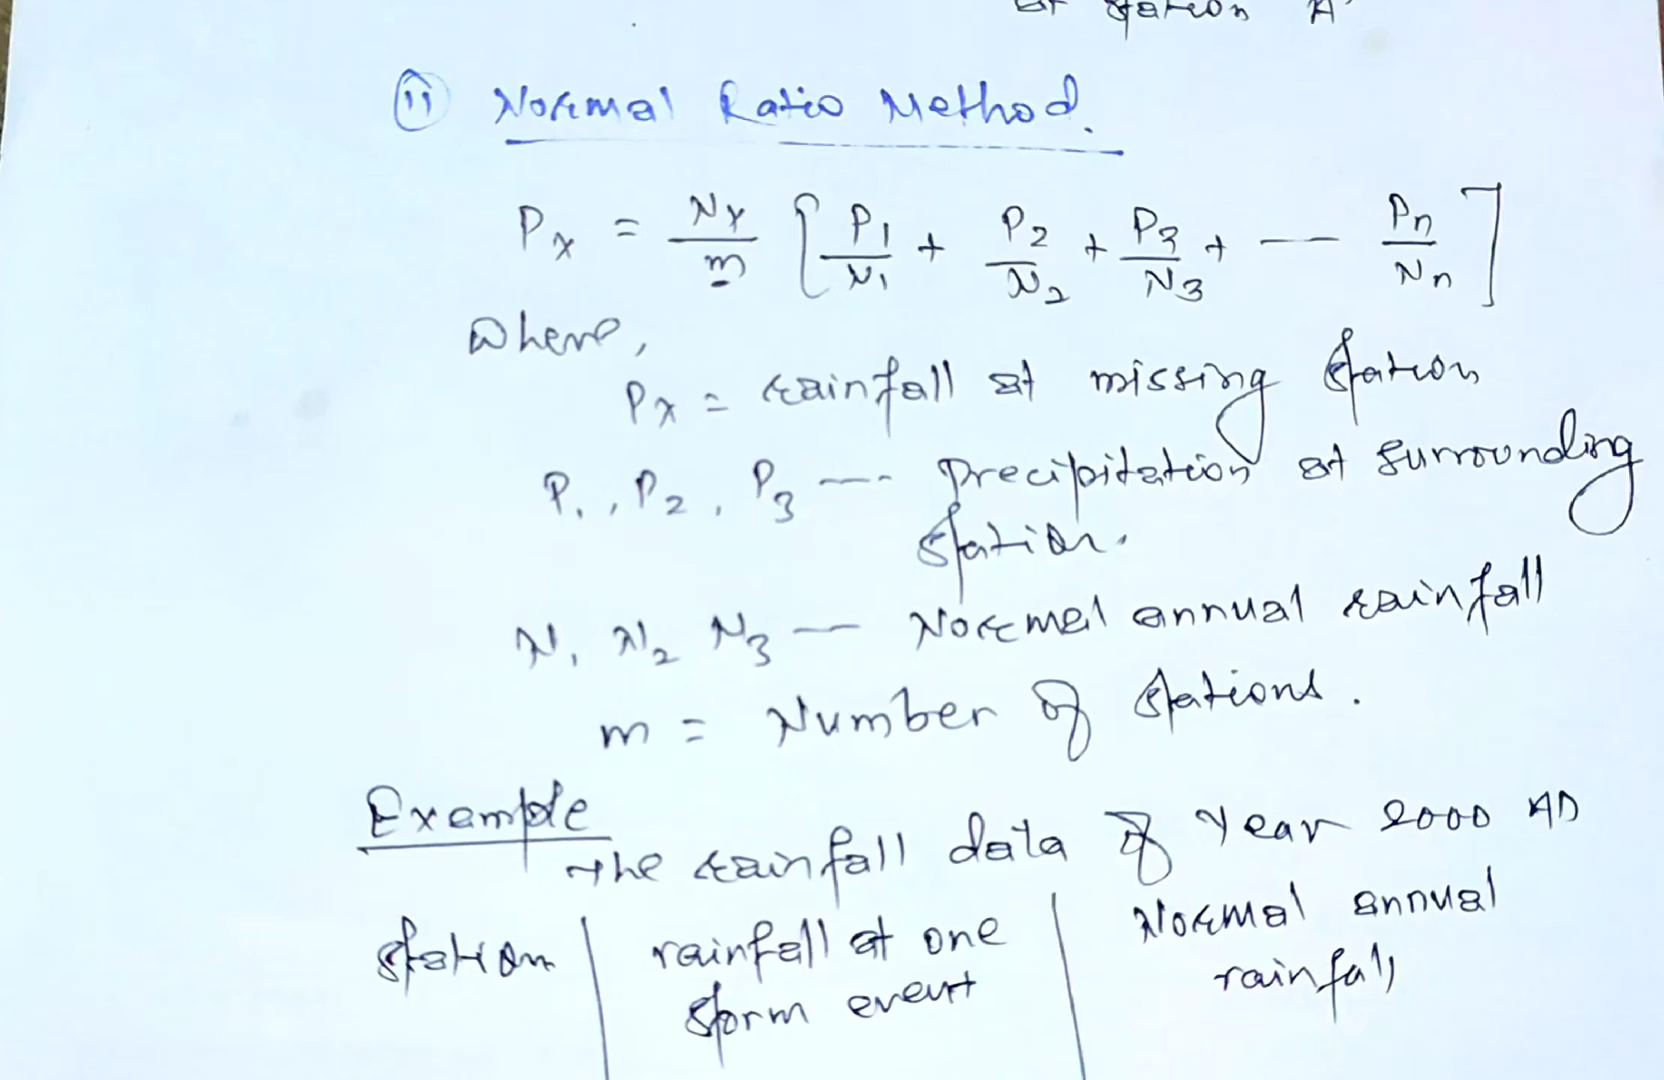 at station A
(ii) Normal Ratio Method.
Px = Nx/m [P1/N1 + P2/N2 + P3/N3 + — Pn/Nn]
where,
Px = rainfall at missing station
P1, P2, P3 --- precipitation at surrounding
station.
N1 N2 N3 — Normal annual rainfall
m = Number of stations.
Example
The rainfall data of year 2000 AD
station | rainfall at one | Normal annual
storm event | rainfall